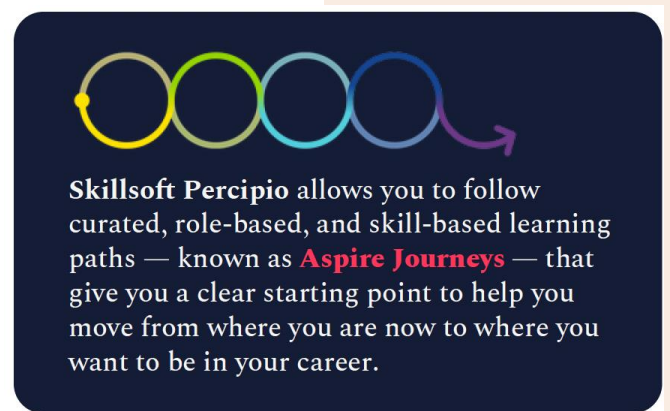 Skillsoft Percipio allows you to follow
curated, role-based, and skill-based learning
paths — known as Aspire Journeys — that
give you a clear starting point to help you
move from where you are now to where you
want to be in your career.